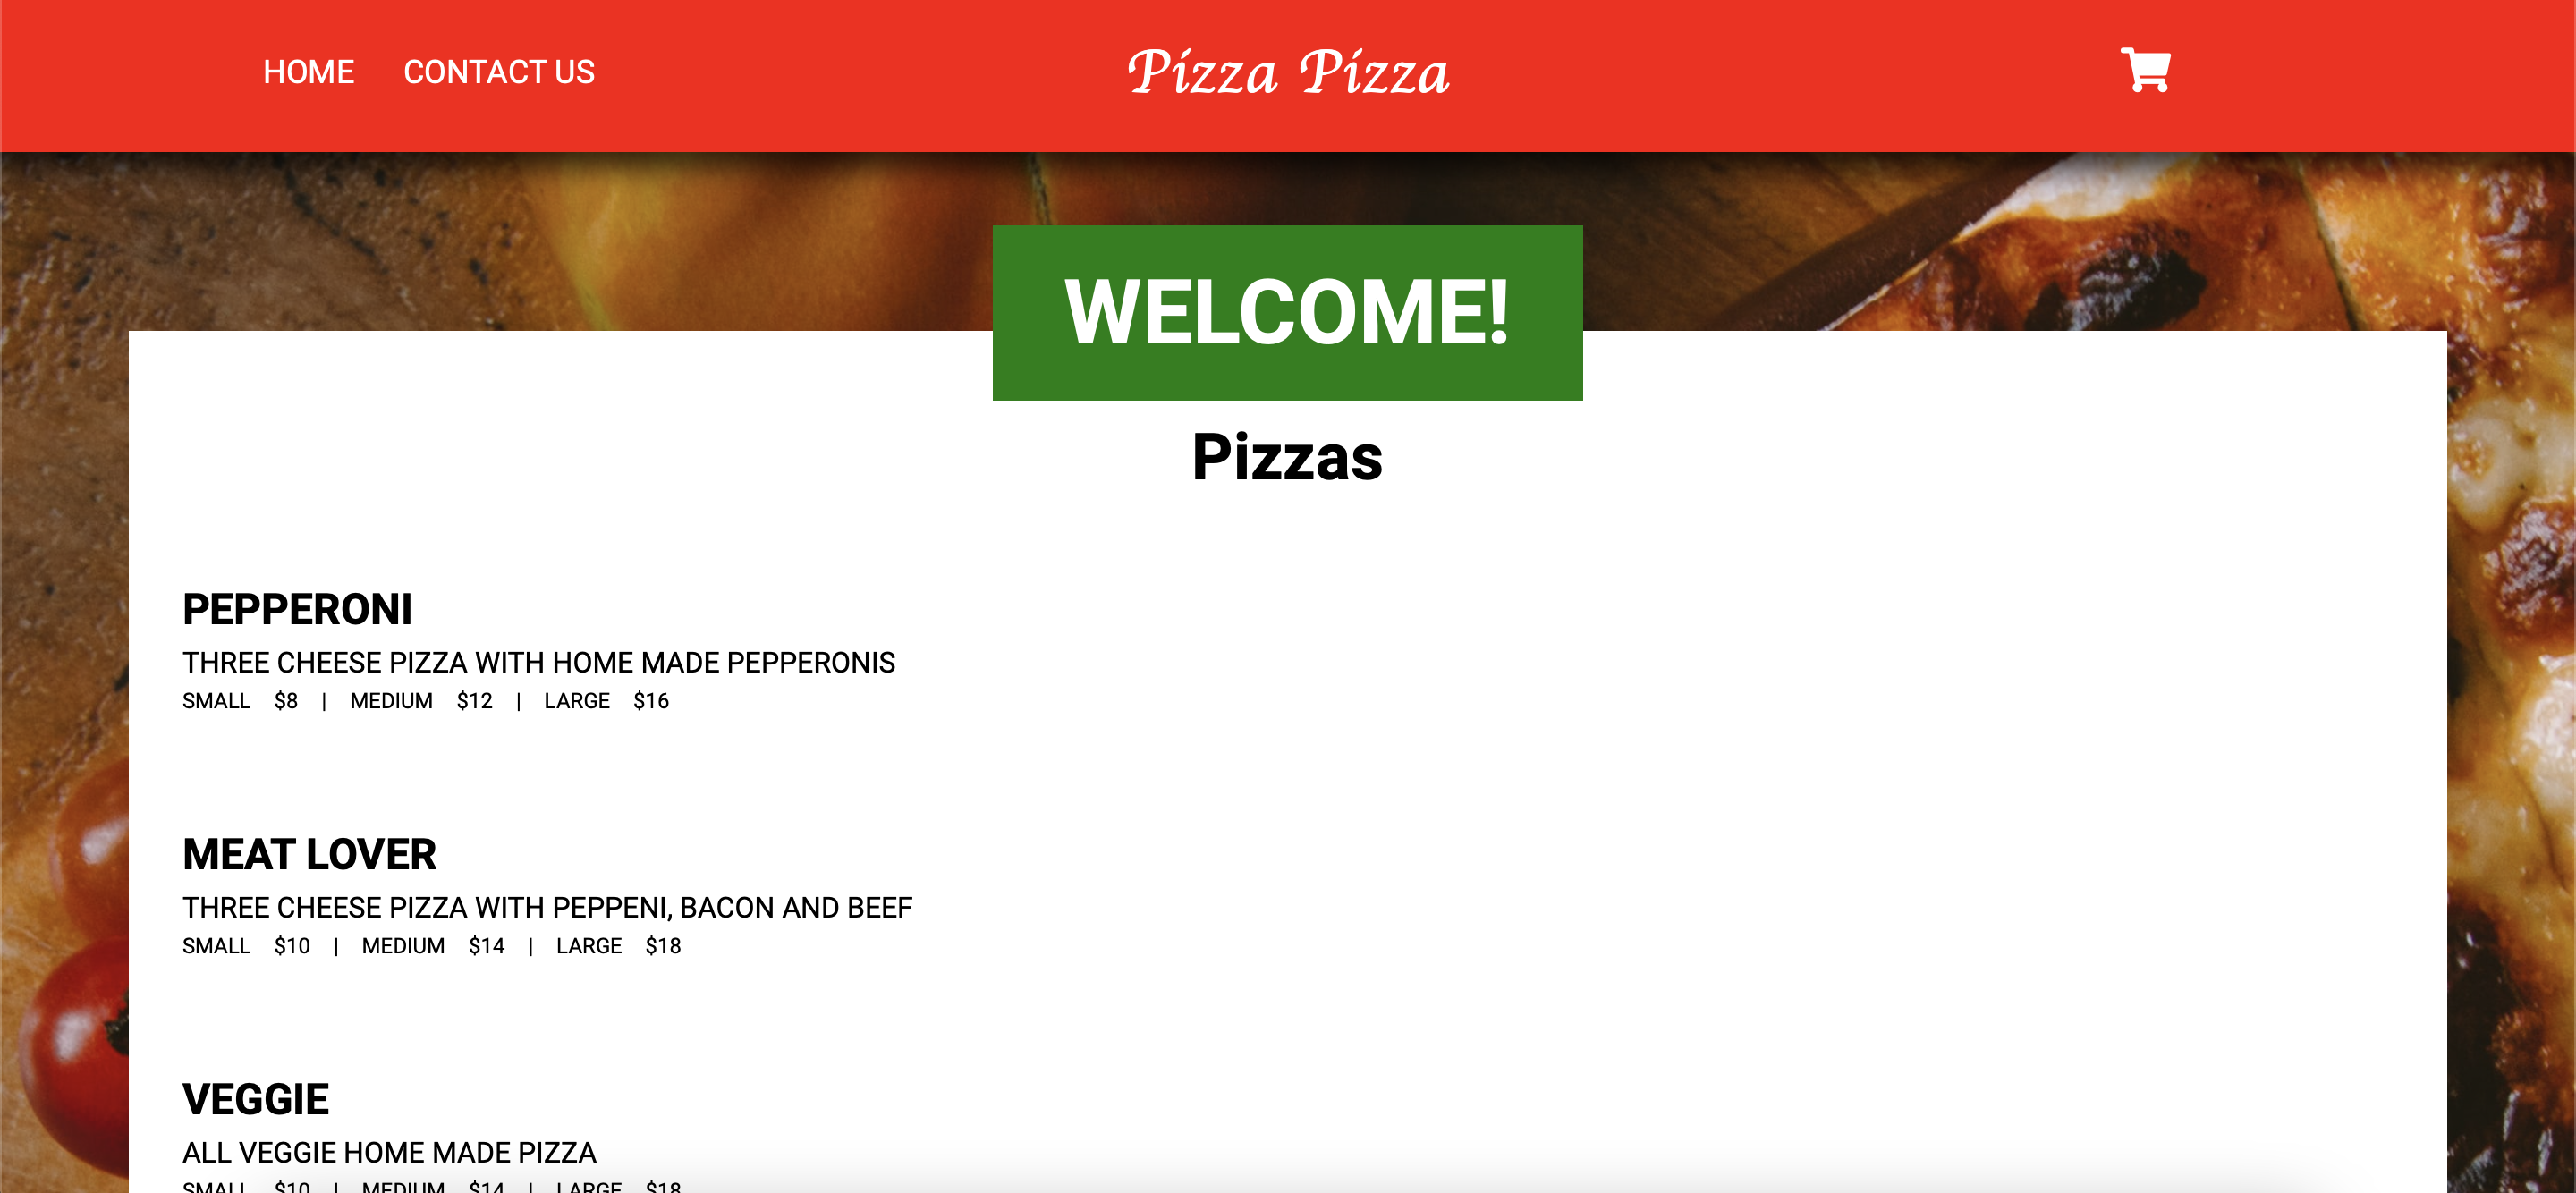 HOME CONTACT US Pizza Pizza
WELCOME!
Pizzas
PEPPERONI
THREE CHEESE PIZZA WITH HOME MADE PEPPERONIS
SMALL $8 | MEDIUM $12 | LARGE $16
MEAT LOVER
THREE CHEESE PIZZA WITH PEPPENI, BACON AND BEEF
SMALL $10 | MEDIUM $14 | LARGE $18
VEGGIE
ALL VEGGIE HOME MADE PIZZA
SMALL $10 | MEDIUM $14 | LARGE $18